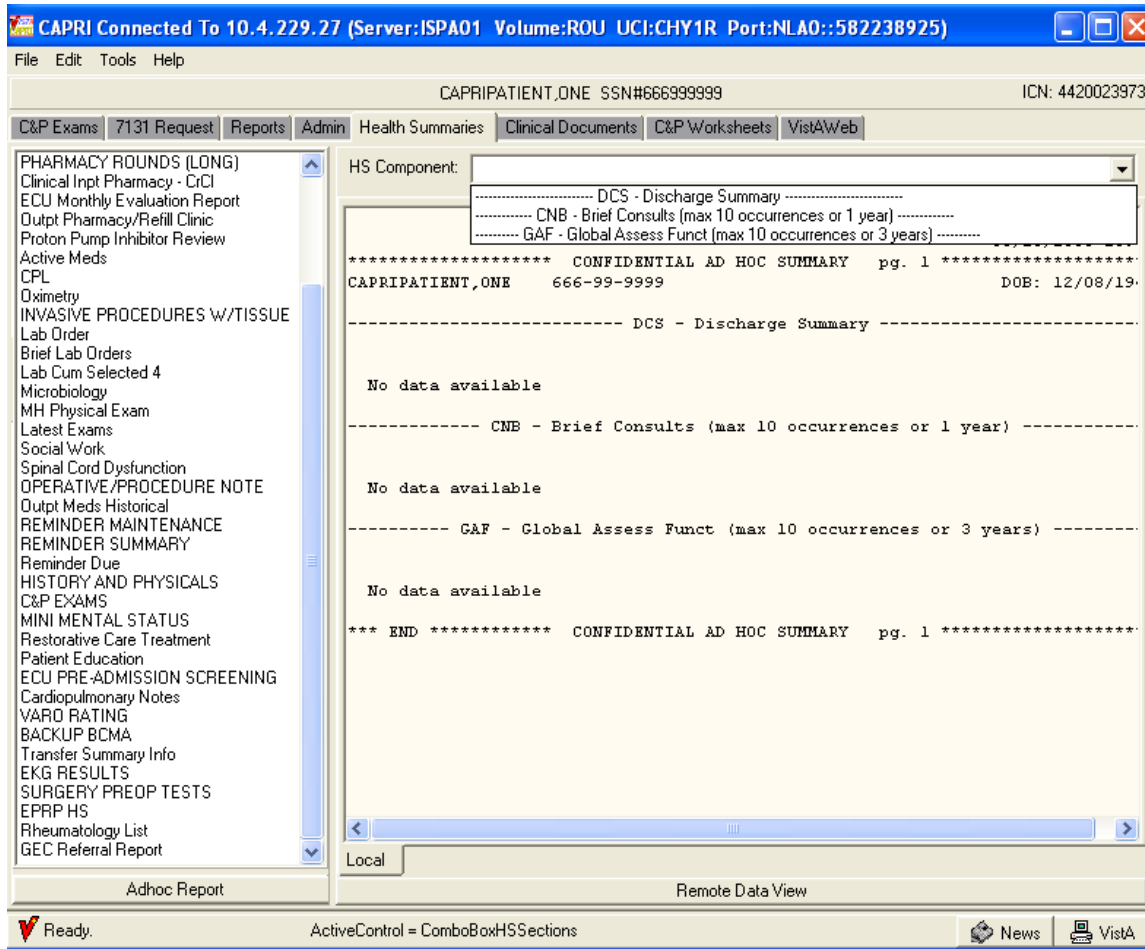 CAPRI Connected To 10.4.229.27 (Server:ISPA01 Volume:ROU UCI:CHY1R Port:NLA0::582238925)
File Edit Tools Help
CAPRIPATIENT,ONE SSN#666999999 ICN: 4420023973
C&P Exams 7131 Request Reports Admin Health Summaries Clinical Documents C&P Worksheets VistAWeb
PHARMACY ROUNDS (LONG)
Clinical Inpt Pharmacy - CrCl
ECU Monthly Evaluation Report
Outpt Pharmacy/Refill Clinic
Proton Pump Inhibitor Review
Active Meds
CPL
Oximetry
INVASIVE PROCEDURES W/TISSUE
Lab Order
Brief Lab Orders
Lab Cum Selected 4
Microbiology
MH Physical Exam
Latest Exams
Social Work
Spinal Cord Dysfunction
OPERATIVE/PROCEDURE NOTE
Outpt Meds Historical
REMINDER MAINTENANCE
REMINDER SUMMARY
Reminder Due
HISTORY AND PHYSICALS
C&P EXAMS
MINI MENTAL STATUS
Restorative Care Treatment
Patient Education
ECU PRE-ADMISSION SCREENING
Cardiopulmonary Notes
VARO RATING
BACKUP BCMA
Transfer Summary Info
EKG RESULTS
SURGERY PREOP TESTS
EPRP HS
Rheumatology List
GEC Referral Report
Adhoc Report
HS Component:
--------------------------- DCS - Discharge Summary ---------------------------
------------- CNB - Brief Consults (max 10 occurrences or 1 year) -------------
---------- GAF - Global Assess Funct (max 10 occurrences or 3 years) ----------
******************** CONFIDENTIAL AD HOC SUMMARY pg. 1 ********************
CAPRIPATIENT,ONE 666-99-9999 DOB: 12/08/19
--------------------------- DCS - Discharge Summary --------------------------
No data available
------------- CNB - Brief Consults (max 10 occurrences or 1 year) ------------
No data available
---------- GAF - Global Assess Funct (max 10 occurrences or 3 years) ---------
No data available
*** END ************ CONFIDENTIAL AD HOC SUMMARY pg. 1 ********************
Local
Remote Data View
Ready. ActiveControl = ComboBoxHSSections News VistA